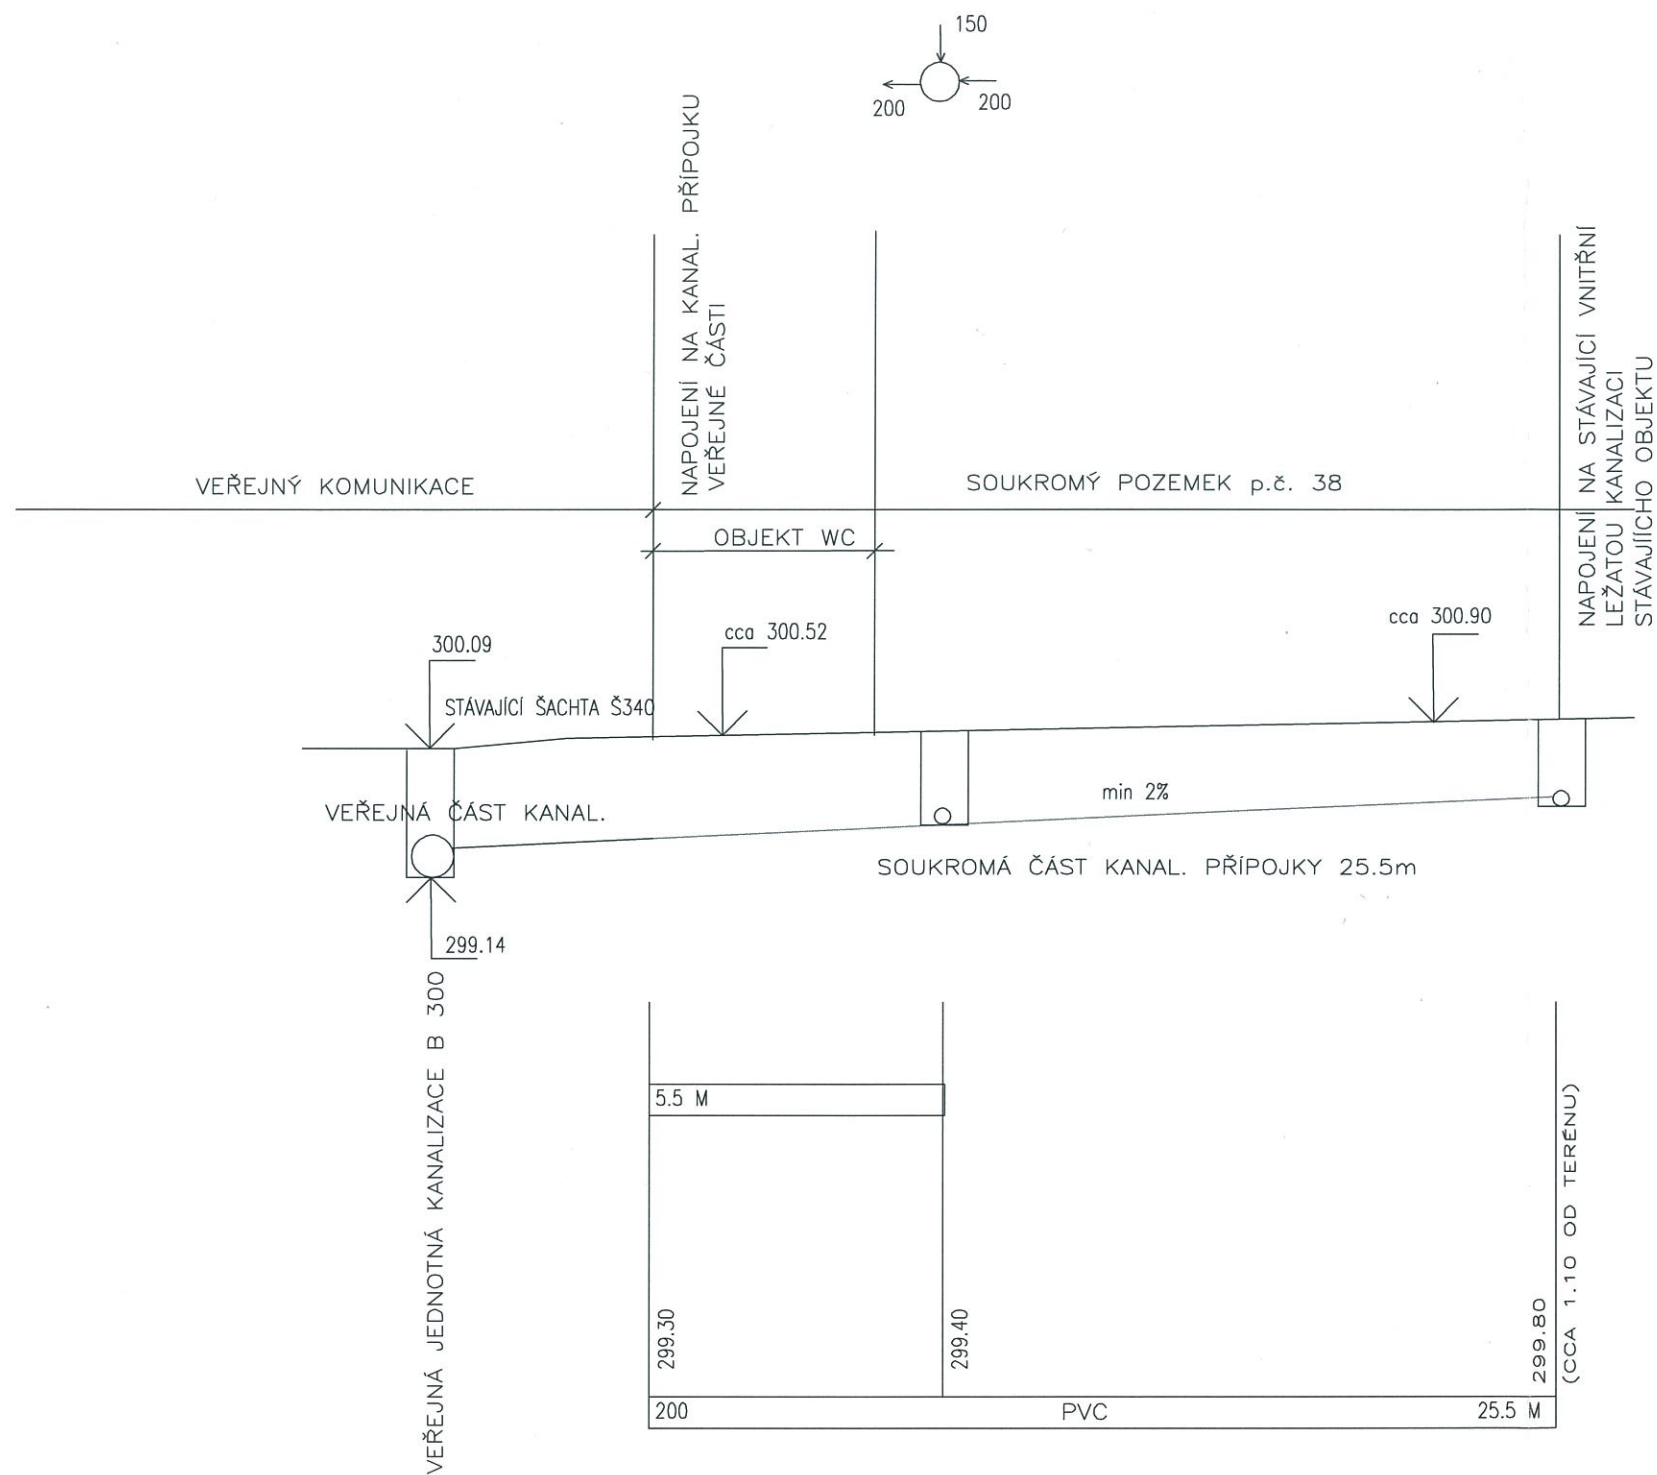 150
200
200
NAPOJENÍ NA KANAL. PŘÍPOJKU
VEŘEJNÉ ČÁSTI
NAPOJENÍ NA STÁVAJÍCÍ VNITŘNÍ
LEŽATOU KANALIZACI
STÁVAJÍÍCHO OBJEKTU
VEŘEJNÝ KOMUNIKACE
SOUKROMÝ POZEMEK p.č. 38
OBJEKT WC
300.09
cca 300.52
cca 300.90
STÁVAJÍCÍ ŠACHTA Š340
min 2%
VEŘEJNÁ ČÁST KANAL.
SOUKROMÁ ČÁST KANAL. PŘÍPOJKY 25.5m
299.14
VEŘEJNÁ JEDNOTNÁ KANALIZACE B 300
5.5 M
299.30
299.40
299.80
(CCA 1.10 OD TERÉNU)
200
PVC
25.5 M